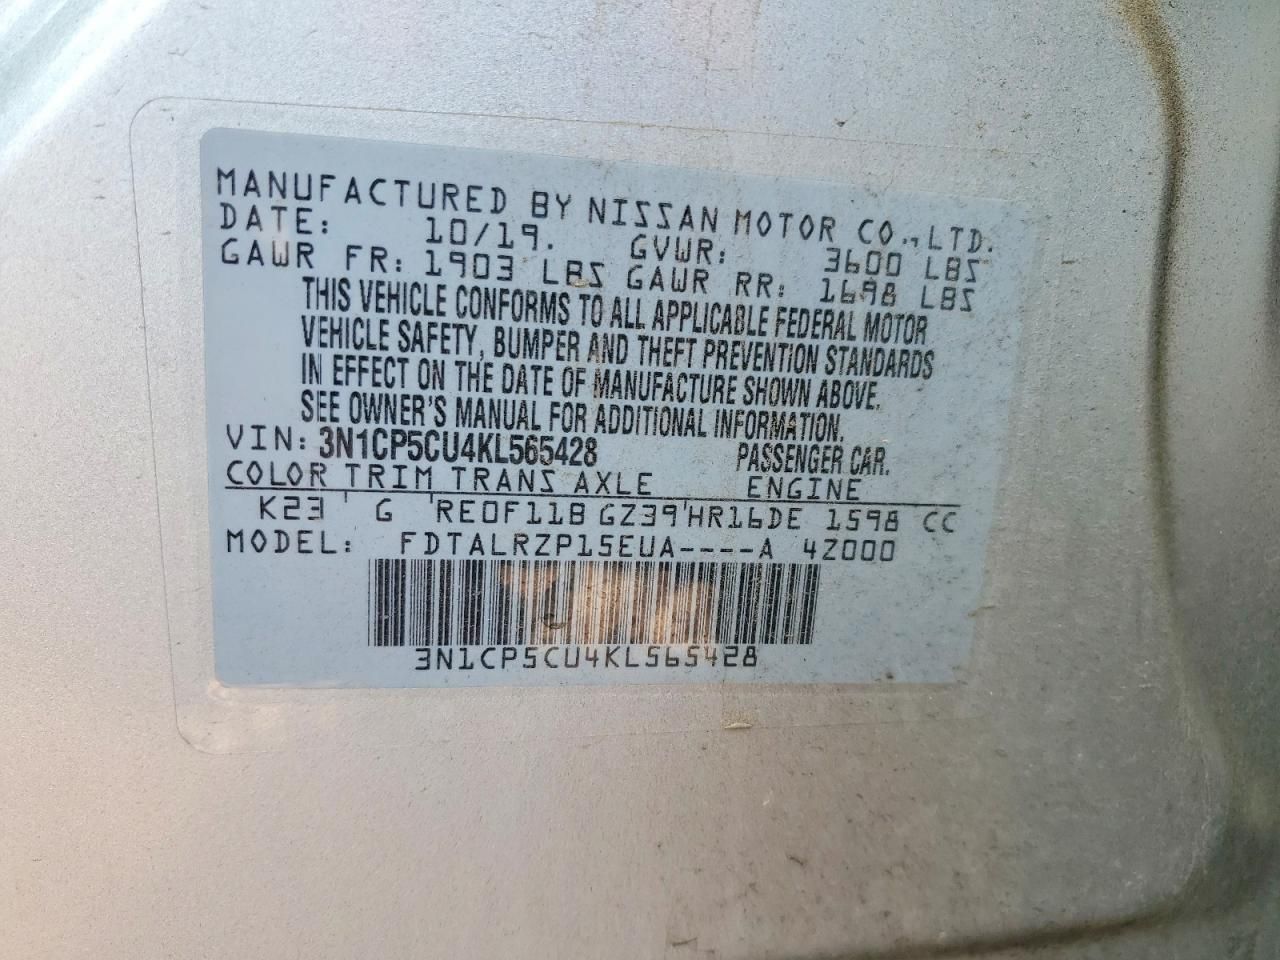 MANUFACTURED BY NISSAN MOTOR CO., LTD.
DATE: 10/19. GVWR: 3600 LBS
GAWR FR: 1903 LBS GAWR RR: 1698 LBS
THIS VEHICLE CONFORMS TO ALL APPLICABLE FEDERAL MOTOR
VEHICLE SAFETY, BUMPER AND THEFT PREVENTION STANDARDS
IN EFFECT ON THE DATE OF MANUFACTURE SHOWN ABOVE.
SEE OWNER'S MANUAL FOR ADDITIONAL INFORMATION.
VIN: 3N1CP5CU4KL565428 PASSENGER CAR.
COLOR TRIM TRANS AXLE ENGINE
K23 ' G 'RE0F11B GZ39'HR16DE 1598 CC
MODEL: FDTALRZP15EUA----A 42000
3N1CP5CU4KL565428